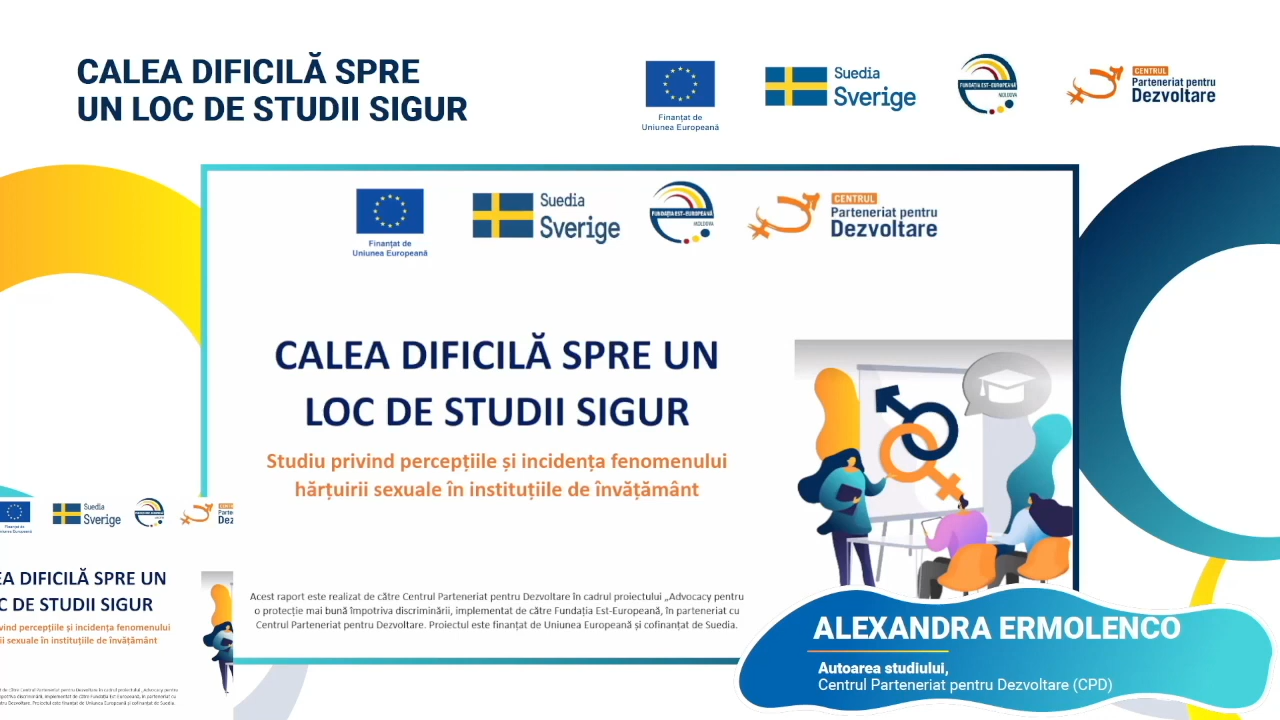 CALEA DIFICILĂ SPRE
UN LOC DE STUDII SIGUR
Finanțat de
Uniunea Europeană
Suedia
Sverige
FUNDAȚIA EST-EUROPEANĂ
MOLDOVA
CENTRUL
Parteneriat pentru
Dezvoltare
Finanțat de
Uniunea Europeană
Suedia
Sverige
FUNDAȚIA EST-EUROPEANĂ
MOLDOVA
CENTRUL
Parteneriat pentru
Dezvoltare
CALEA DIFICILĂ SPRE UN
LOC DE STUDII SIGUR
Studiu privind percepțiile și incidența fenomenului
hărțuirii sexuale în instituțiile de învățământ
Acest raport este realizat de către Centrul Parteneriat pentru Dezvoltare în cadrul proiectului „Advocacy pentru
o protecție mai bună împotriva discriminării, implementat de către Fundația Est-Europeană, în parteneriat cu
Centrul Parteneriat pentru Dezvoltare. Proiectul este finanțat de Uniunea Europeană și cofinanțat de Suedia.
Suedia
Sverige
EA DIFICILĂ SPRE UN
C DE STUDII SIGUR
ivind percepțiile și incidența fenomenului
ii sexuale în instituțiile de învățământ
ALEXANDRA ERMOLENCO
Autoarea studiului,
Centrul Parteneriat pentru Dezvoltare (CPD)